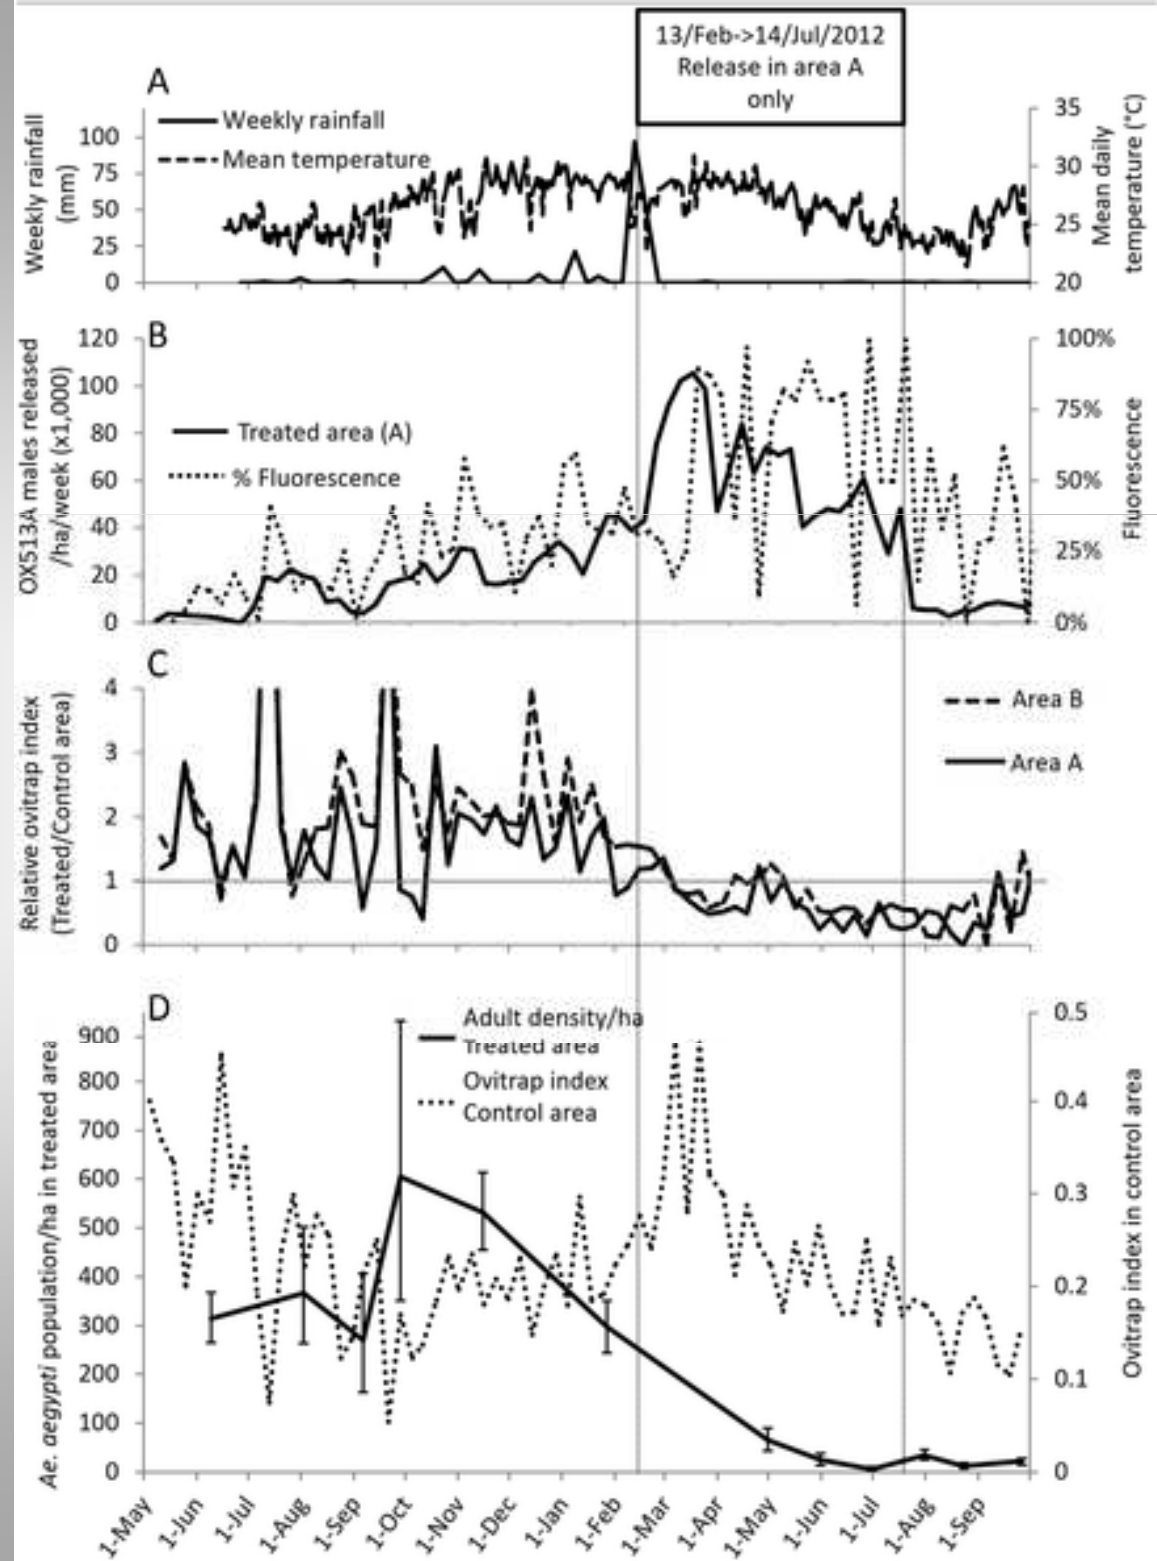 13/Feb->14/Jul/2012
Release in area A
only
A
Weekly rainfall
Mean temperature
Weekly rainfall
(mm)
100
75
50
25
0
35
30
25
20
Mean daily
temperature (°C)
B
Treated area (A)
% Fluorescence
OX513A males released
/ha/week (x1,000)
120
100
80
60
40
20
0
100%
75%
50%
25%
0%
Fluorescence
C
Area B
Area A
Relative ovitrap index
(Treated/Control area)
4
3
2
1
0
D
Adult density/ha
Treated area
Ovitrap index
Control area
Ae. aegypti population/ha in treated area
900
800
700
600
500
400
300
200
100
0
0.5
0.4
0.3
0.2
0.1
0
Ovitrap index in control area
1-May
1-Jun
1-Jul
1-Aug
1-Sep
1-Oct
1-Nov
1-Dec
1-Jan
1-Feb
1-Mar
1-Apr
1-May
1-Jun
1-Jul
1-Aug
1-Sep